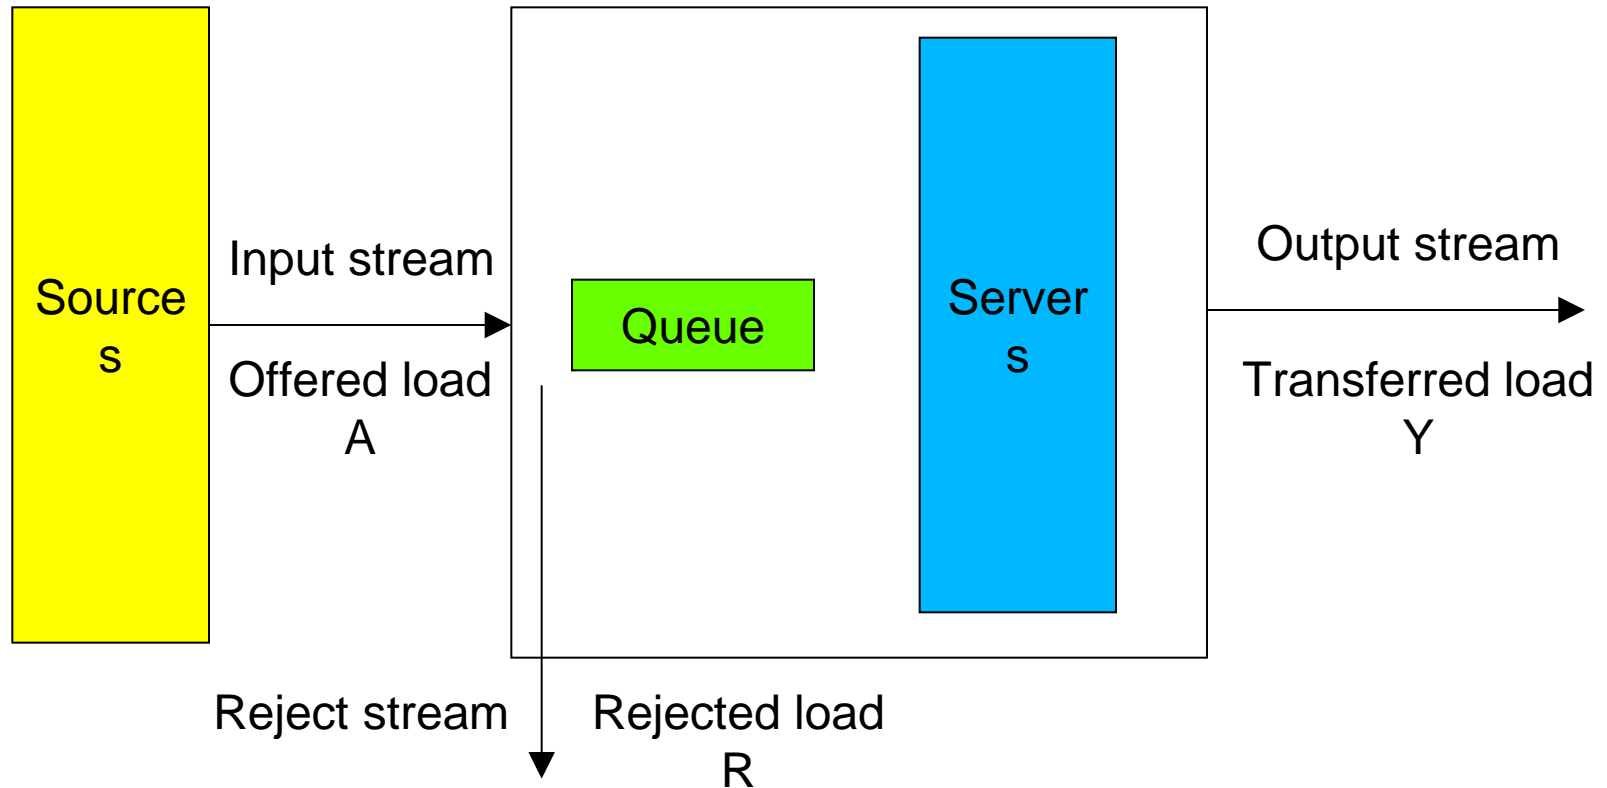 Source
s
Input stream
Offered load
A
Queue
Server
s
Output stream
Transferred load
Y
Reject stream
Rejected load
R